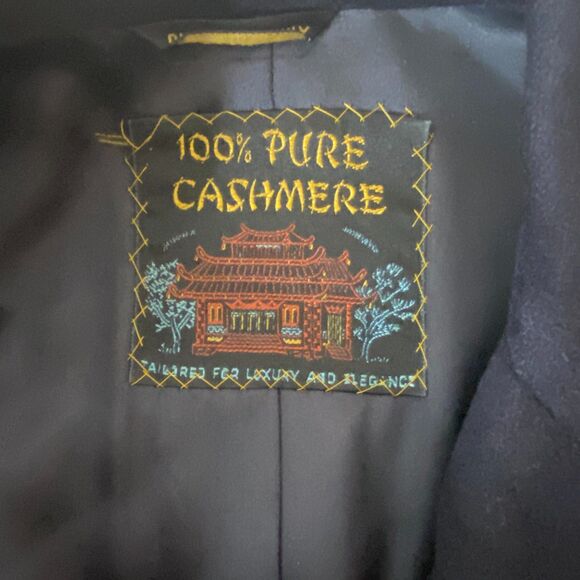 100% PURE
CASHMERE
TAILORED FOR LUXURY AND ELEGANCE